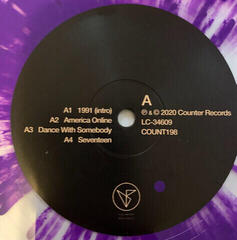 A1 1991 (intro)
A2 America Online
A3 Dance With Somebody
A4 Seventeen
A
℗ & © 2020 Counter Records
LC-34609
COUNT198